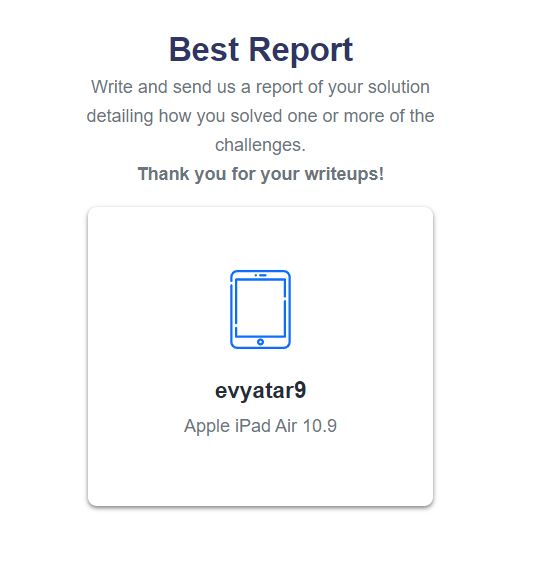 Best Report
Write and send us a report of your solution
detailing how you solved one or more of the
challenges.
Thank you for your writeups!
evyatar9
Apple iPad Air 10.9